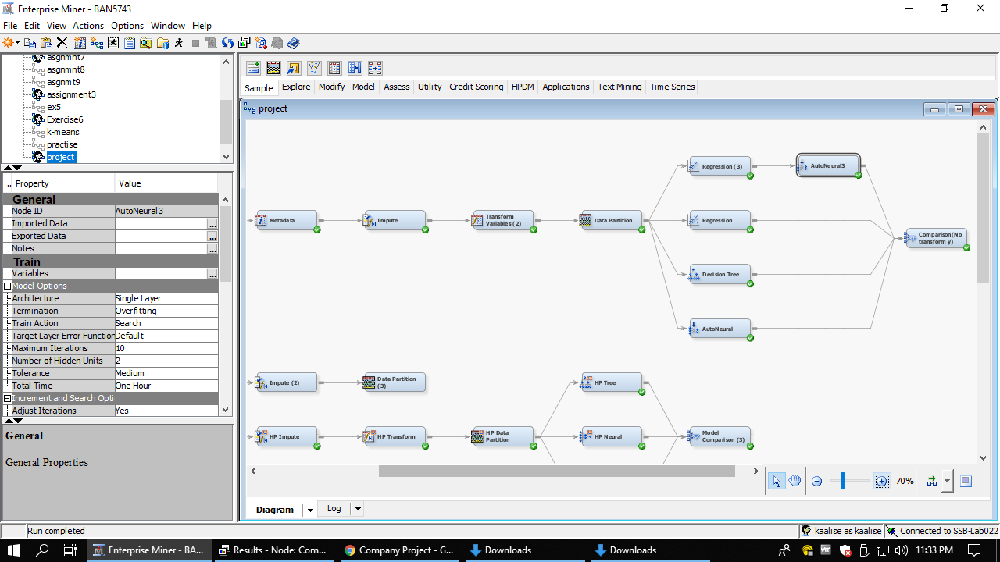 Enterprise Miner - BAN5743
File Edit View Actions Options Window Help
asgnmnt7
asgnmt8
asgnmt9
assignment3
ex5
Exercise6
k-means
practise
project
.. Property Value
General
Node ID AutoNeural3
Imported Data ...
Exported Data ...
Notes ...
Train
Variables ...
Model Options
Architecture Single Layer
Termination Overfitting
Train Action Search
Target Layer Error Function Default
Maximum Iterations 10
Number of Hidden Units 2
Tolerance Medium
Total Time One Hour
Increment and Search Opti
Adjust Iterations Yes
General
General Properties
Sample Explore Modify Model Assess Utility Credit Scoring HPDM Applications Text Mining Time Series
project
Regression (3)
AutoNeural3
Metadata
Impute
Transform
Variables (2)
Data Partition
Regression
Comparison(No
transform y)
Decision Tree
AutoNeural
Impute (2)
Data Partition
(3)
HP Tree
HP Impute
HP Transform
HP Data
Partition
HP Neural
Model
Comparison (3)
70%
Diagram Log
Run completed
kaalise as kaalise Connected to SSB-Lab022
Enterprise Miner - BA... Results - Node: Com... Company Project - G... Downloads Downloads 11:33 PM